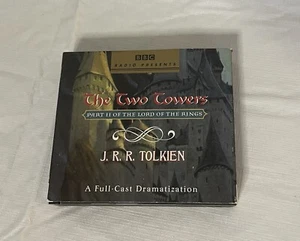 BBC
RADIO PRESENTS
The Two Towers
PART II OF THE LORD OF THE RINGS
J. R. R. TOLKIEN
A Full-Cast Dramatization